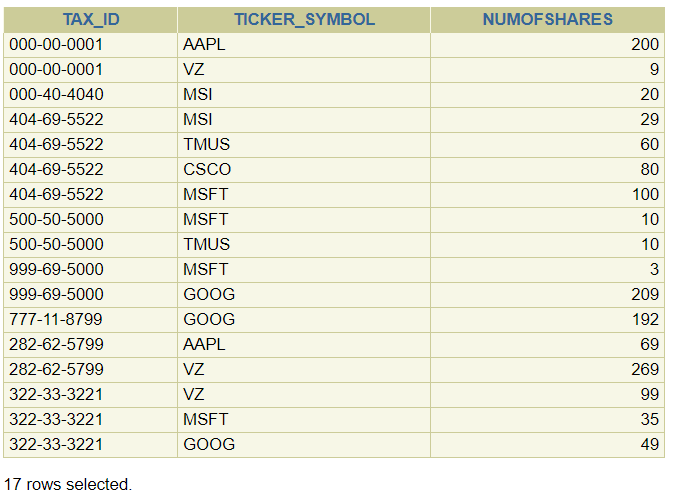 TAX_ID TICKER_SYMBOL NUMOFSHARES
000-00-0001 AAPL 200
000-00-0001 VZ 9
000-40-4040 MSI 20
404-69-5522 MSI 29
404-69-5522 TMUS 60
404-69-5522 CSCO 80
404-69-5522 MSFT 100
500-50-5000 MSFT 10
500-50-5000 TMUS 10
999-69-5000 MSFT 3
999-69-5000 GOOG 209
777-11-8799 GOOG 192
282-62-5799 AAPL 69
282-62-5799 VZ 269
322-33-3221 VZ 99
322-33-3221 MSFT 35
322-33-3221 GOOG 49
17 rows selected.